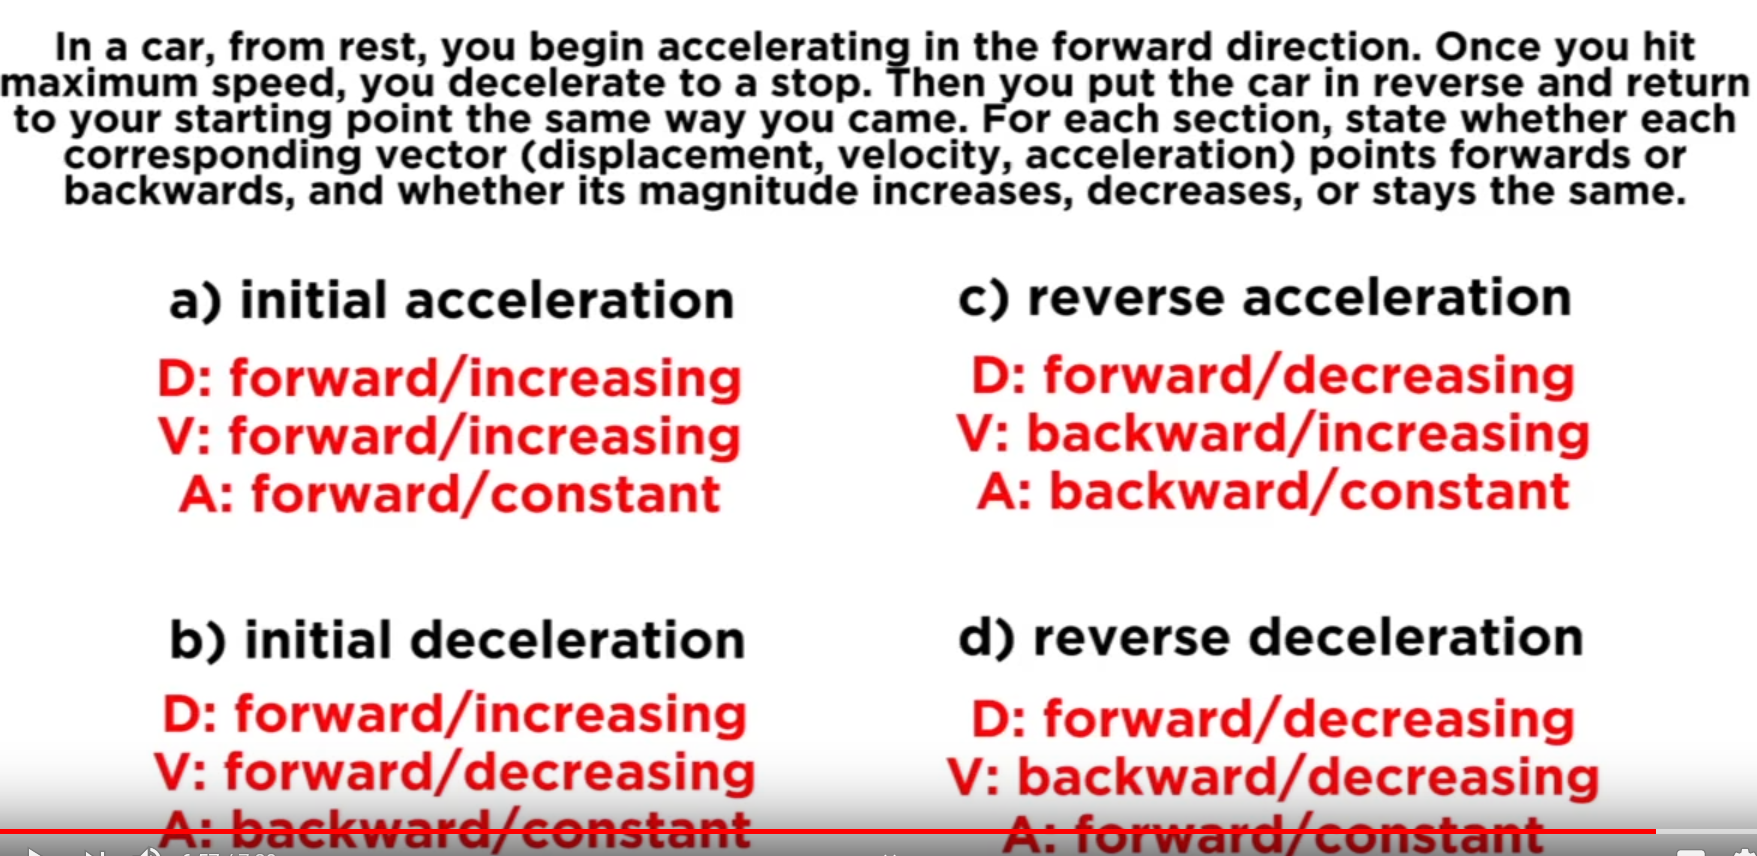 In a car, from rest, you begin accelerating in the forward direction. Once you hit
maximum speed, you decelerate to a stop. Then you put the car in reverse and return
to your starting point the same way you came. For each section, state whether each
corresponding vector (displacement, velocity, acceleration) points forwards or
backwards, and whether its magnitude increases, decreases, or stays the same.
a) initial acceleration
D: forward/increasing
V: forward/increasing
A: forward/constant
b) initial deceleration
D: forward/increasing
V: forward/decreasing
A: backward/constant
c) reverse acceleration
D: forward/decreasing
V: backward/increasing
A: backward/constant
d) reverse deceleration
D: forward/decreasing
V: backward/decreasing
A: forward/constant